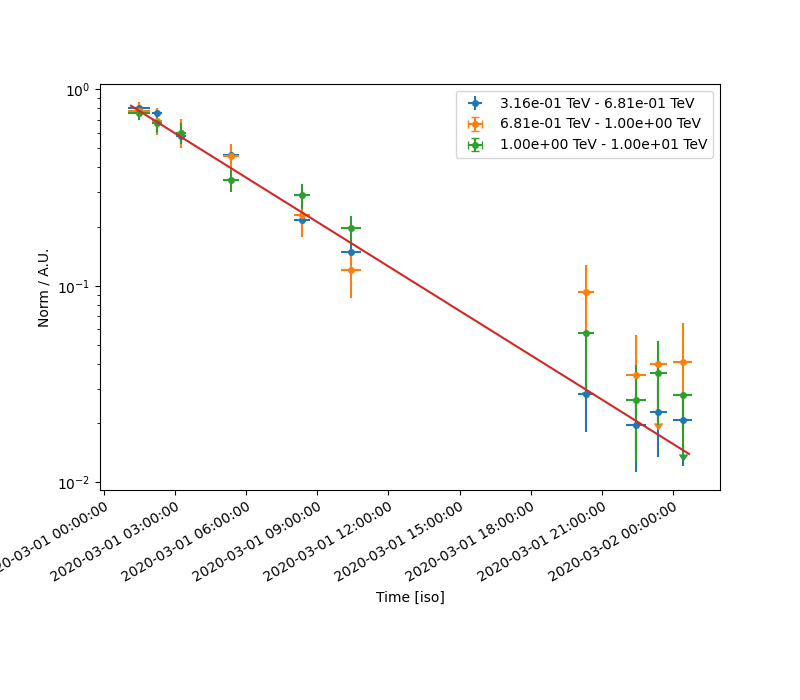 10⁰
10⁻¹
10⁻²
Norm / A.U.
3.16e-01 TeV - 6.81e-01 TeV
6.81e-01 TeV - 1.00e+00 TeV
1.00e+00 TeV - 1.00e+01 TeV
20-03-01 00:00:00
2020-03-01 03:00:00
2020-03-01 06:00:00
2020-03-01 09:00:00
2020-03-01 12:00:00
2020-03-01 15:00:00
2020-03-01 18:00:00
2020-03-01 21:00:00
2020-03-02 00:00:00
Time [iso]